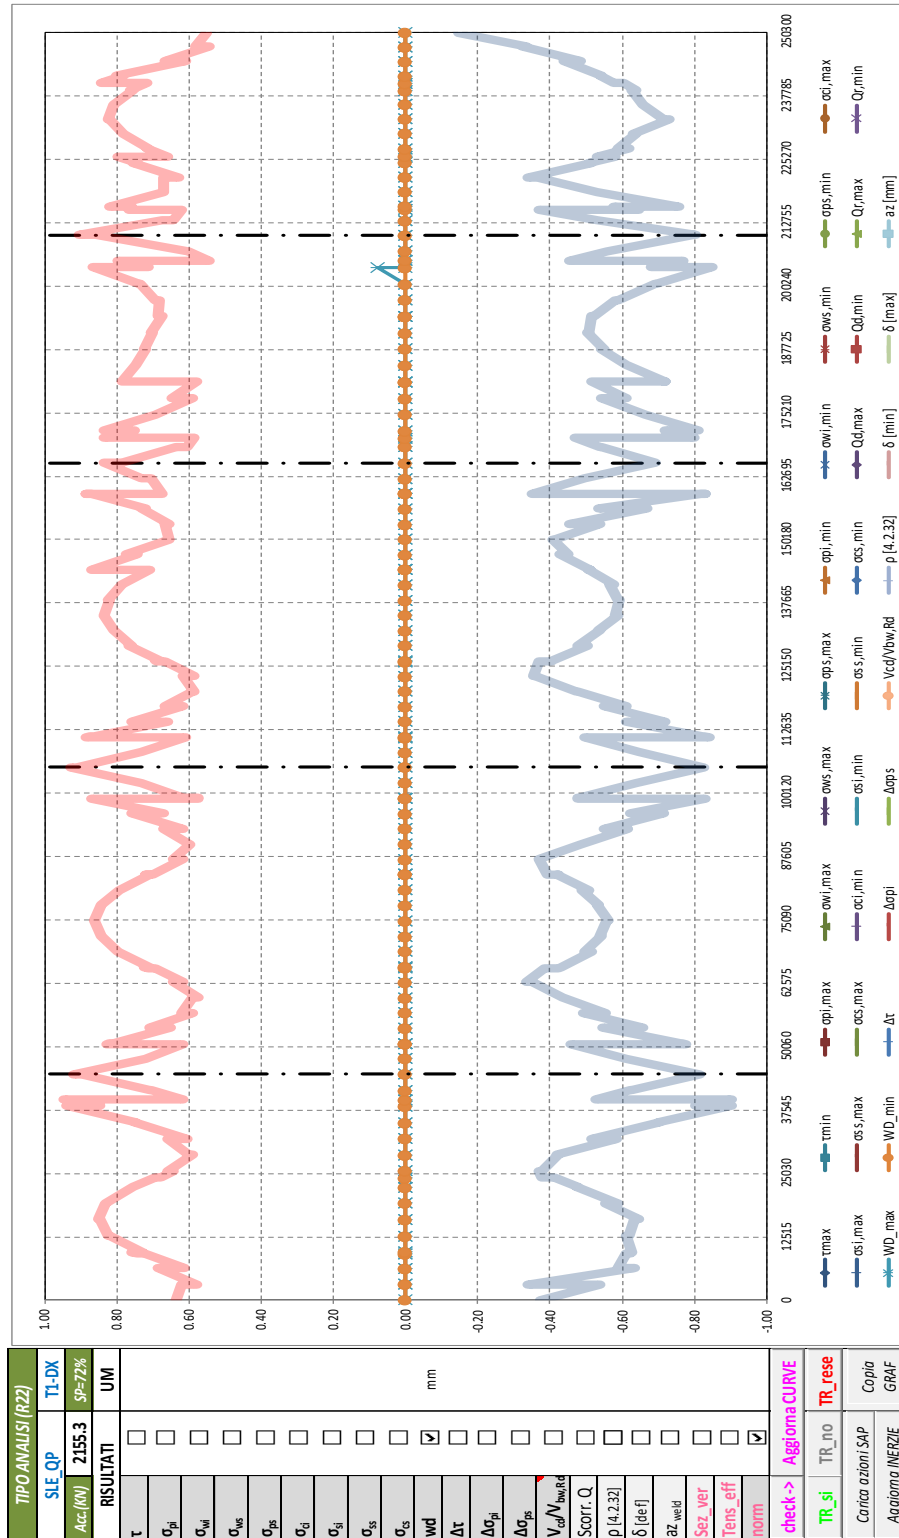 TIPO ANALISI (R22)
SLE_QP T1-DX
Acc.(KN) 2155.3 SP=72%
RISULTATI UM
τ
σpi
σwi
σws
σps
σci
σsi
σss
σcs
wd mm
Δτ
Δσpi
Δσps
Vcd/Vbw,Rd
Scorr. Q
ρ [4.2.32]
δ [def]
az weld
Sez_ver
Tens_eff
norm
check-> Aggiorna CURVE
TR_si TR_no TR_rese
Carica azioni SAP Copia
Aggiorna INERZIE GRAF
1.00
0.80
0.60
0.40
0.20
0.00
-0.20
-0.40
-0.60
-0.80
-1.00
0 12515 25030 37545 50060 62575 75090 87605 100120 112635 125150 137665 150180 162695 175210 187725 200240 212755 225270 237785 250300
τmax τmin σpi,max σwi,max σws,max σps,max σpi,min σwi,min σws,min σps,min σci,max
σsi,max σss,max σcs,max σci,min σsi,min σss,min σcs,min Qd,max Qd,min Qr,max Qr,min
WD_max WD_min Δτ Δσpi Δσps Vcd/Vbw,Rd ρ [4.2.32] δ [min] δ [max] az [mm]